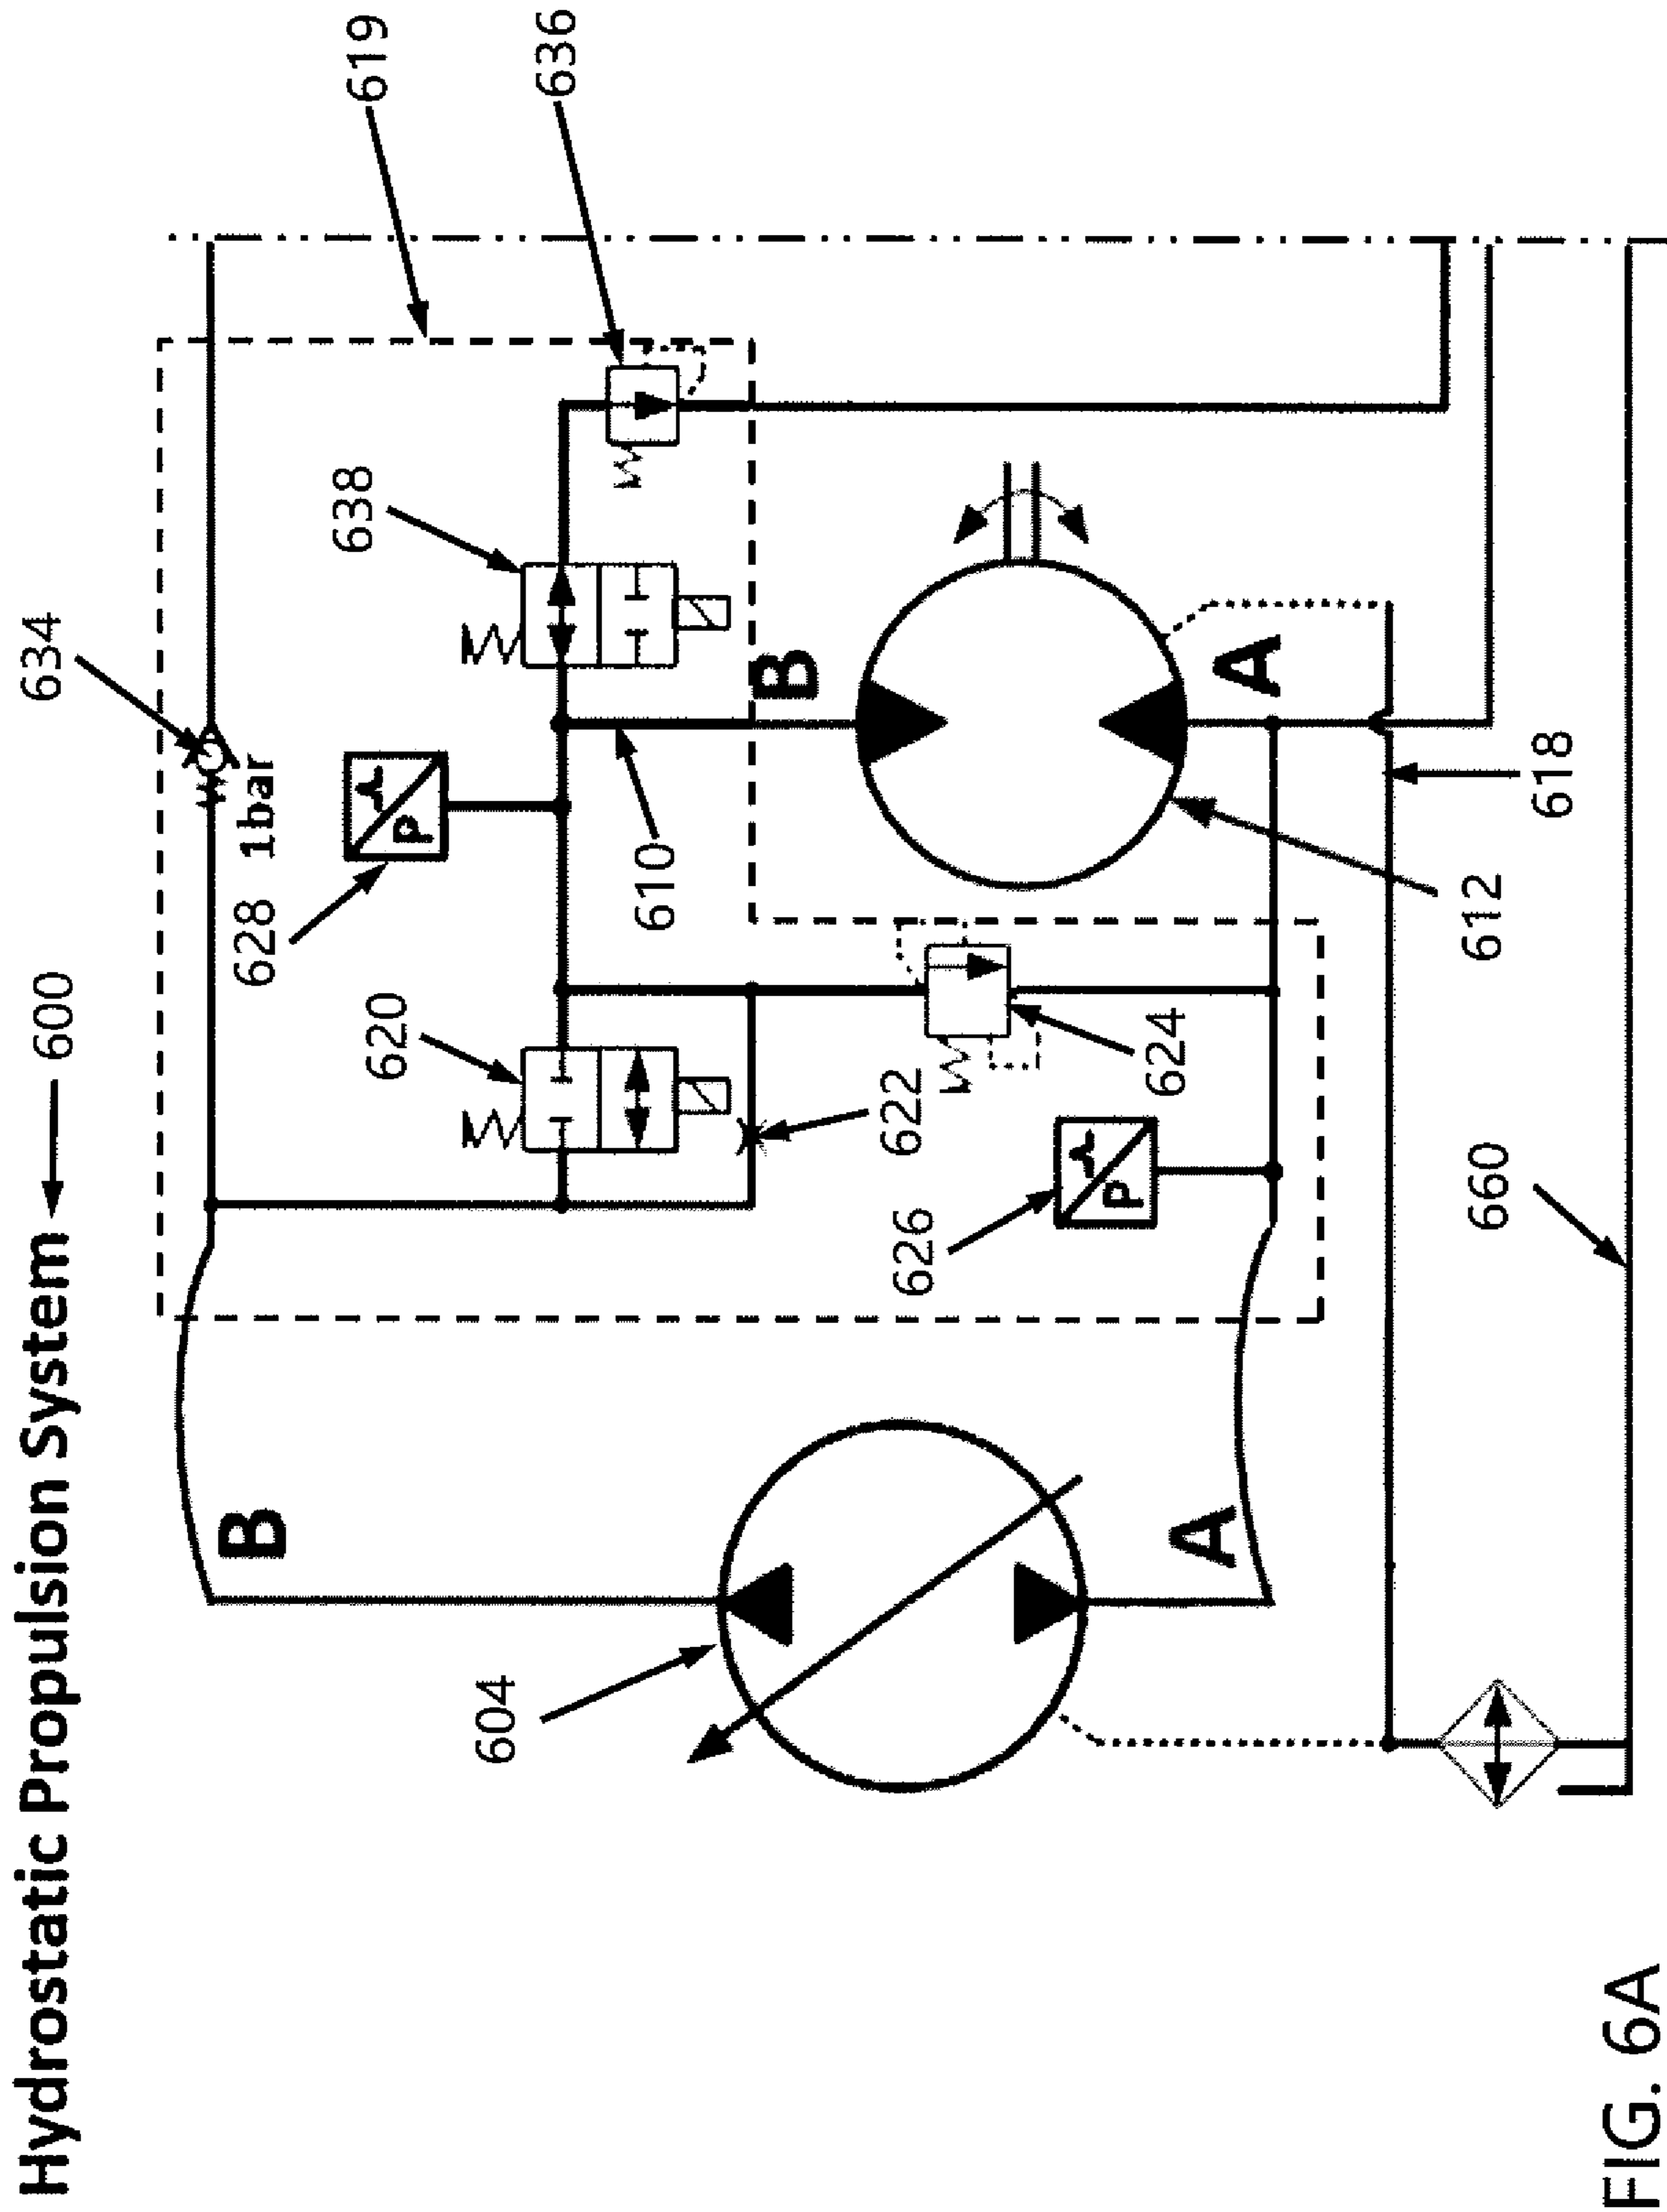 Hydrostatic Propulsion System
600
619
636
634
1bar
638
628
610
620
B
B
604
622
624
626
A
A
612
618
660
P
P
FIG. 6A